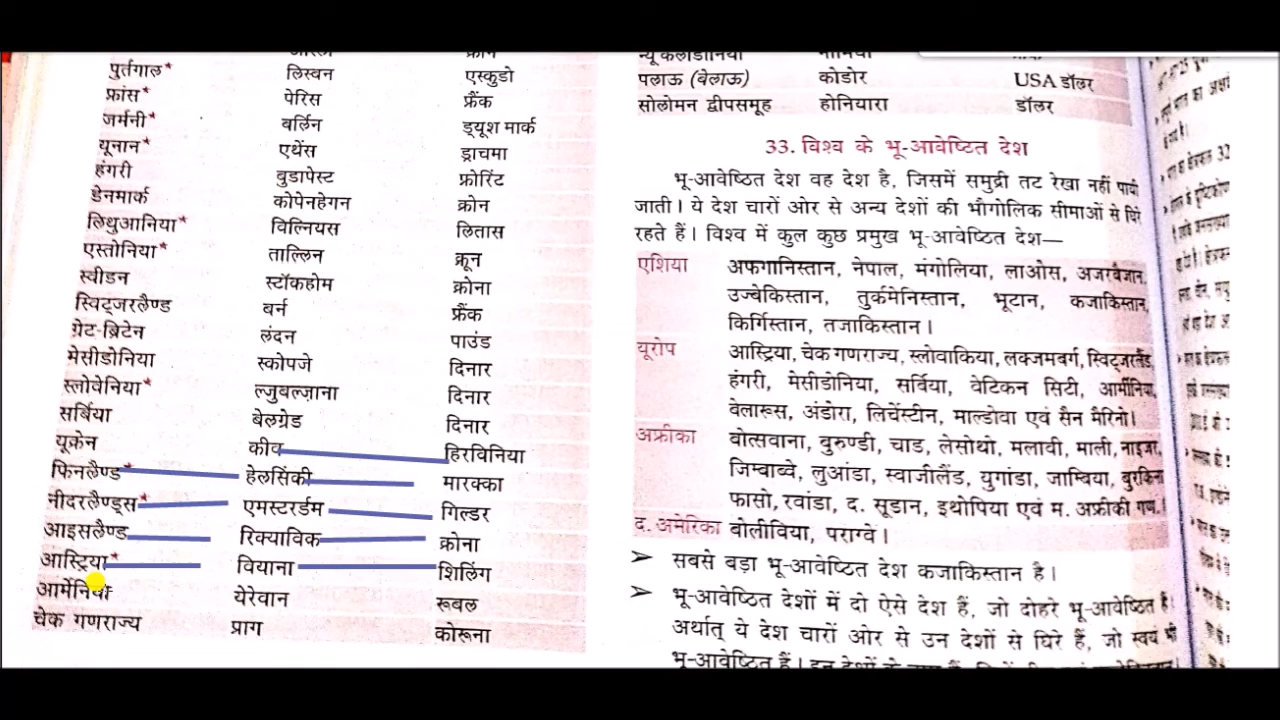 पुर्तगाल* लिस्बन एस्कुडो
फ्रांस* पेरिस फ्रैंक
जर्मनी* बर्लिन ड्यूश मार्क
यूनान* एथेंस ड्राचमा
हंगरी बुडापेस्ट फ्रोरिंट
डेनमार्क कोपेनहेगन क्रोन
लिथुआनिया* विल्नियस लितास
एस्तोनिया* ताल्लिन क्रून
स्वीडन स्टॉकहोम क्रोना
स्विट्जरलैण्ड बर्न फ्रैंक
ग्रेट-ब्रिटेन लंदन पाउंड
मेसीडोनिया स्कोपजे दिनार
स्लोवेनिया* ल्जुबल्ज़ाना दिनार
सर्बिया बेलग्रेड दिनार
यूक्रेन कीव हिरविनिया
फिनलैण्ड* हेलसिंकी मारक्का
नीदरलैण्ड्स* एमस्टरर्डम गिल्डर
आइसलैण्ड रिक्याविक क्रोना
आस्ट्रिया* वियाना शिलिंग
आर्मेनिया येरेवान रूबल
चेक गणराज्य प्राग कोरूना
पलाऊ (बेलाऊ) कोडोर USA डॉलर
सोलोमन द्वीपसमूह होनियारा डॉलर
33. विश्व के भू-आवेष्टित देश
भू-आवेष्टित देश वह देश है, जिसमें समुद्री तट रेखा नहीं पायी
जाती। ये देश चारों ओर से अन्य देशों की भौगोलिक सीमाओं से घिरे
रहते हैं। विश्व में कुल कुछ प्रमुख भू-आवेष्टित देश—
एशिया अफगानिस्तान, नेपाल, मंगोलिया, लाओस, अजरबैजान,
उज्बेकिस्तान, तुर्कमेनिस्तान, भूटान, कजाकिस्तान,
किर्गिस्तान, तजाकिस्तान।
यूरोप आस्ट्रिया, चेक गणराज्य, स्लोवाकिया, लक्जमबर्ग, स्विट्जरलैंड,
हंगरी, मेसीडोनिया, सर्बिया, वेटिकन सिटी, आर्मीनिया,
वेलारूस, अंडोरा, लिचेंस्टीन, माल्डोवा एवं सैन मैरिनो।
अफ्रीका बोत्सवाना, बुरुण्डी, चाड, लेसोथो, मलावी, माली, नाइजर,
जिम्बाब्वे, लुआंडा, स्वाजीलैंड, युगांडा, जाम्बिया, बुरकिना
फासो, रवांडा, द. सूडान, इथोपिया एवं म. अफ्रीकी गण.।
द. अमेरिका बोलीविया, पराग्वे।
➢ सबसे बड़ा भू-आवेष्टित देश कजाकिस्तान है।
➢ भू-आवेष्टित देशों में दो ऐसे देश हैं, जो दोहरे भू-आवेष्टित हैं।
अर्थात् ये देश चारों ओर से उन देशों से घिरे हैं, जो स्वयं भी
भू-आवेष्टित हैं।